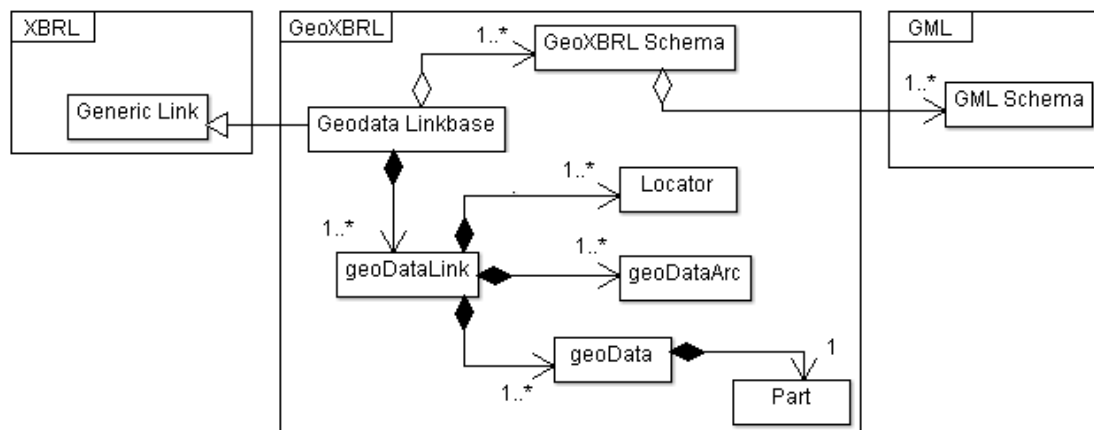 XBRL
GeoXBRL
GML
1..*
GeoXBRL Schema
1..*
GML Schema
Generic Link
Geodata Linkbase
1..*
Locator
1..*
1..*
geoDataLink
geoDataArc
geoData
1
1..*
Part